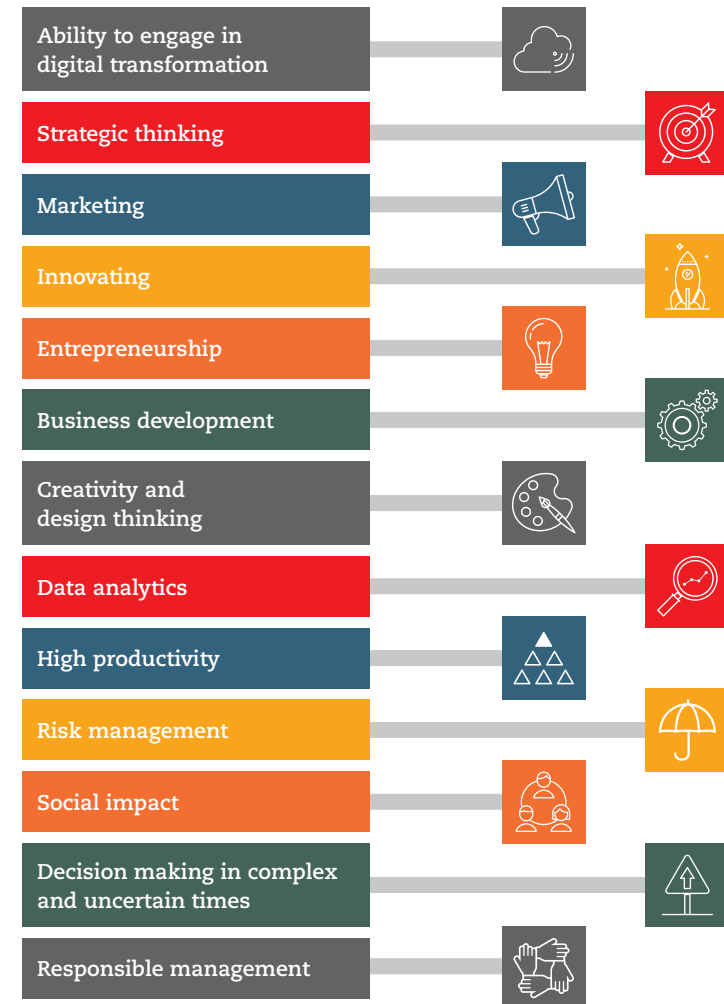 Ability to engage in
digital transformation
Strategic thinking
Marketing
Innovating
Entrepreneurship
Business development
Creativity and
design thinking
Data analytics
High productivity
Risk management
Social impact
Decision making in complex
and uncertain times
Responsible management